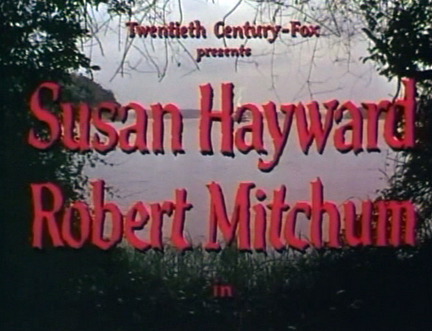 Twentieth Century-Fox
presents
Susan Hayward
Robert Mitchum
in